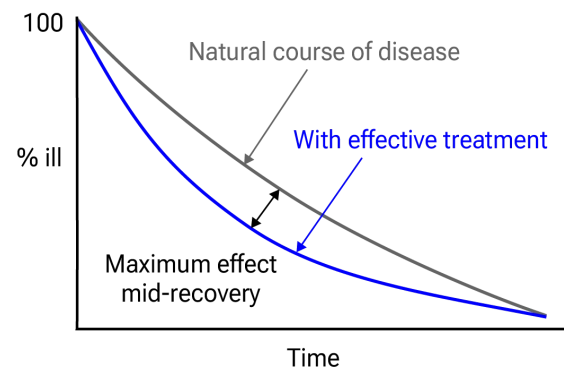 100
Natural course of disease
With effective treatment
% ill
Maximum effect
mid-recovery
Time